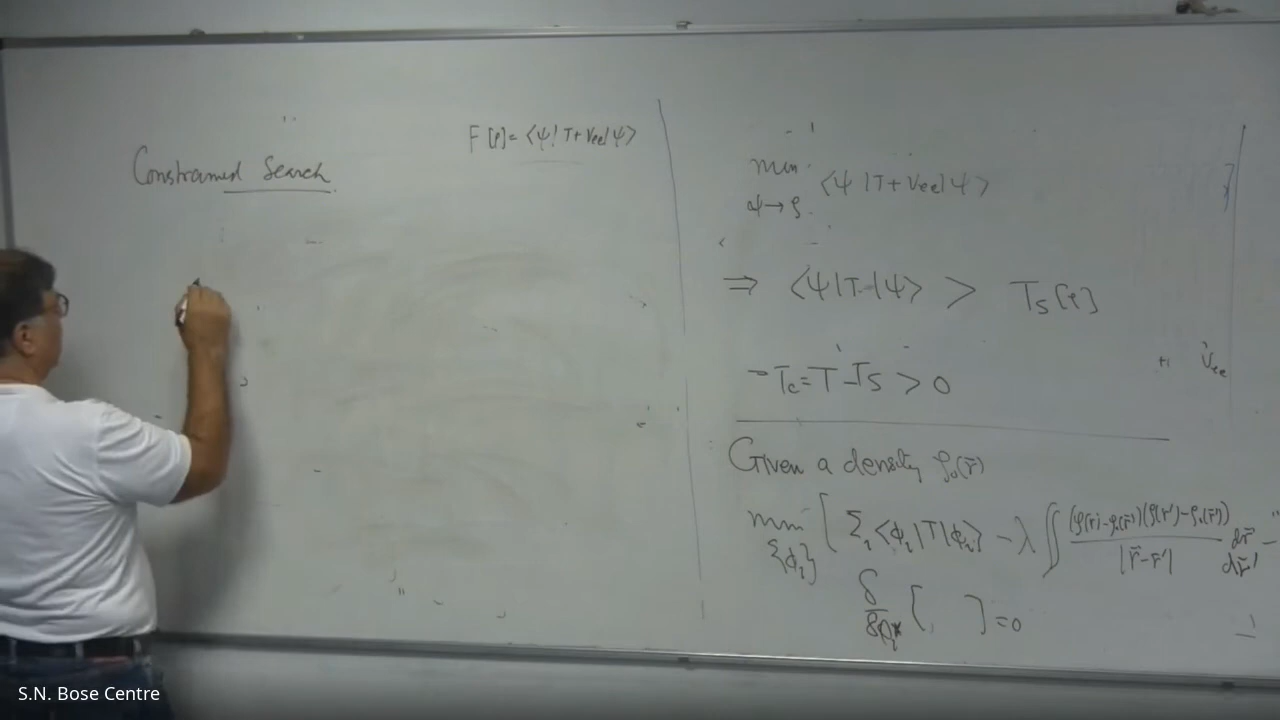 Constrained Search
F[ρ] = ⟨ψ|T+Vee|ψ⟩
min ⟨ψ|T+Vee|ψ⟩
ψ→ρ
⇒ ⟨ψ|T|ψ⟩ > Ts[ρ]
-Tc = T-Ts > 0
+ Vee
Given a density ρ₀(r̄)
min [ Σᵢ⟨ϕᵢ|T|ϕᵢ⟩ - λ∬ (ρ(r̄)-ρ₀(r̄))(ρ(r̄')-ρ₀(r̄')) / |r̄-r̄'| dr̄ dr̄' -
{ϕᵢ}
δ/δϕᵢ* [ ] = 0
S.N. Bose Centre